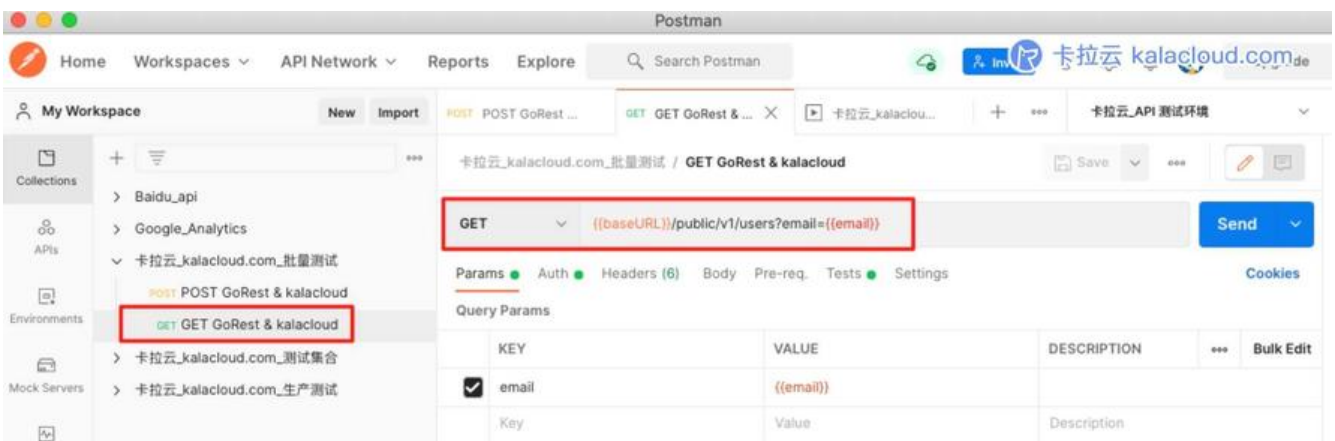 Postman
Home Workspaces API Network Reports Explore Search Postman 卡拉云 kalacloud.com
My Workspace New Import POST POST GoRest ... GET GET GoRest & ... 卡拉云_kalaclou... 卡拉云_API 测试环境
Collections
卡拉云_kalacloud.com_批量测试 / GET GoRest & kalacloud Save
Baidu_api
Google_Analytics
GET {{baseURL}}/public/v1/users?email={{email}} Send
APIs
卡拉云_kalacloud.com_批量测试
Params Auth Headers (6) Body Pre-req. Tests Settings Cookies
POST POST GoRest & kalacloud
Query Params
Environments
GET GET GoRest & kalacloud
KEY VALUE DESCRIPTION Bulk Edit
卡拉云_kalacloud.com_测试集合
Mock Servers
卡拉云_kalacloud.com_生产测试
email {{email}}
Key Value Description